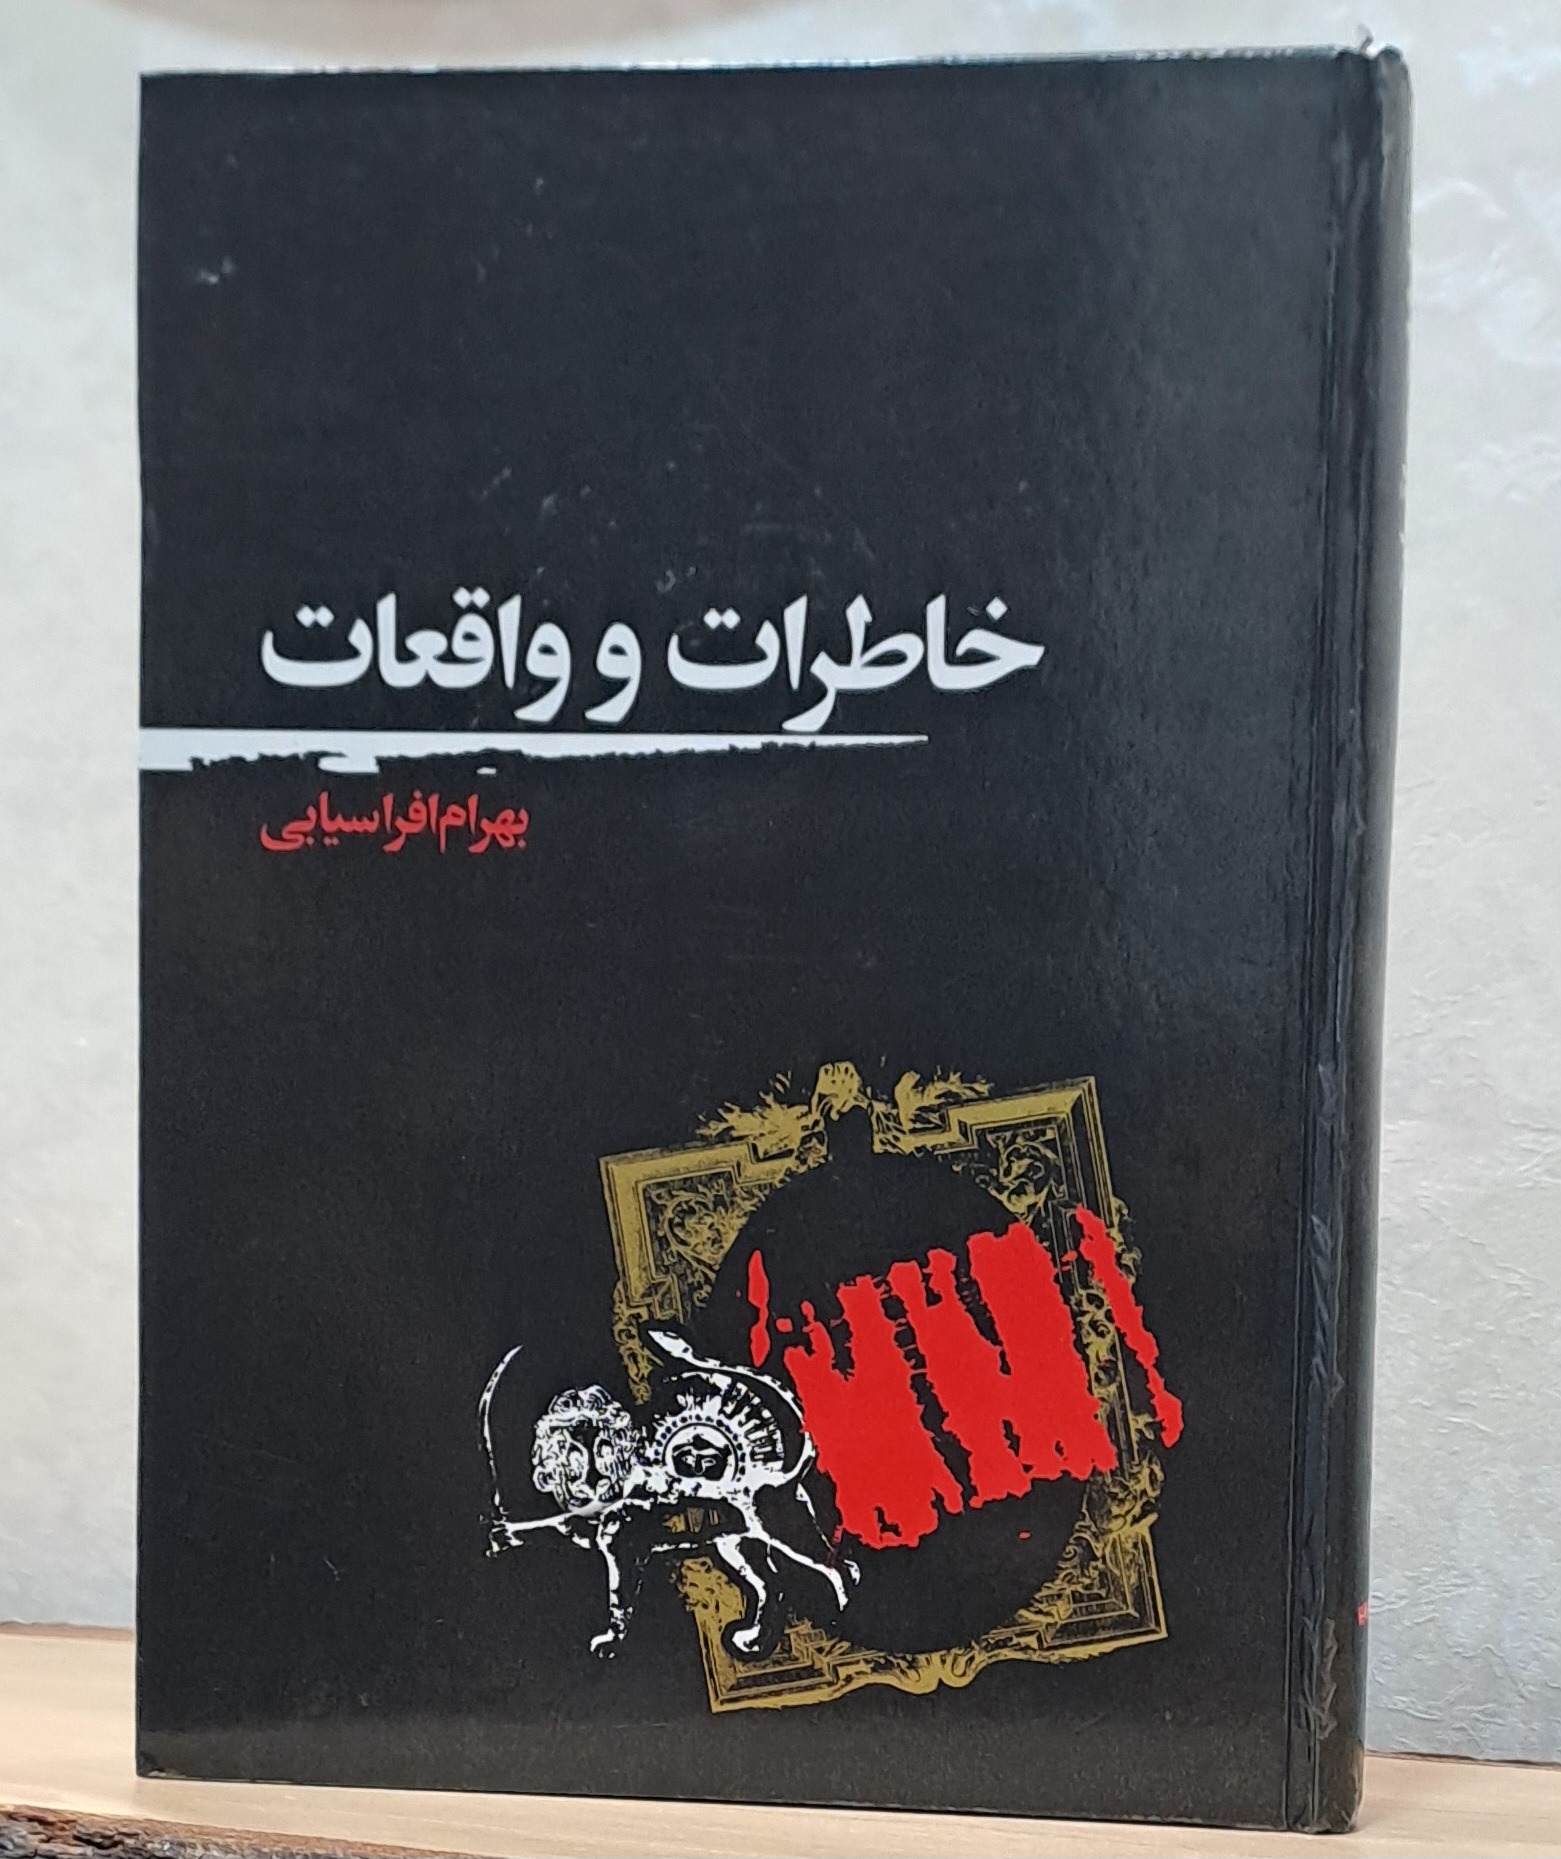 خاطرات و واقعات
بهرام افراسیابی